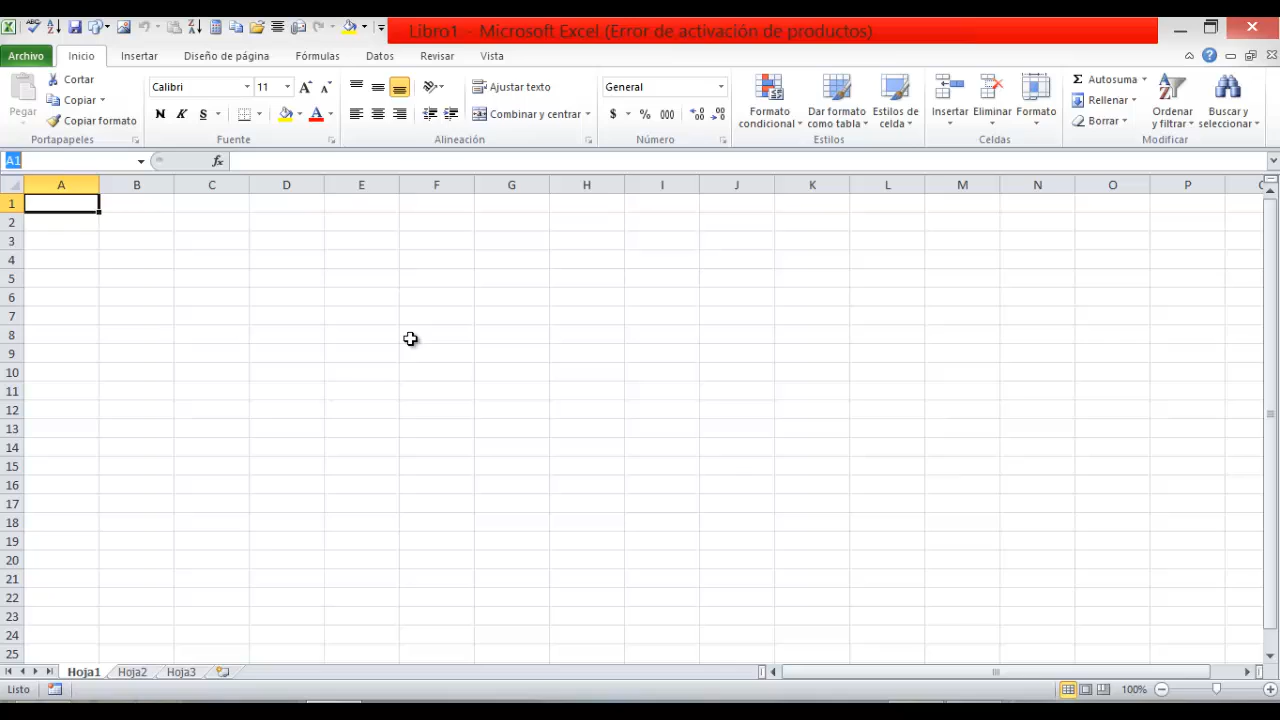 Libro1 - Microsoft Excel (Error de activación de productos)
Archivo Inicio Insertar Diseño de página Fórmulas Datos Revisar Vista
Pegar
Cortar
Copiar
Copiar formato
Portapapeles
Calibri 11
N K S
Fuente
Ajustar texto
Combinar y centrar
Alineación
General
$ % 000
Número
Formato condicional
Dar formato como tabla
Estilos de celda
Estilos
Insertar Eliminar Formato
Celdas
Σ Autosuma
Rellenar
Borrar
Ordenar y filtrar
Buscar y seleccionar
Modificar
A1 fx
A B C D E F G H I J K L M N O P
1
2
3
4
5
6
7
8
9
10
11
12
13
14
15
16
17
18
19
20
21
22
23
24
25
Hoja1 Hoja2 Hoja3
Listo 100%